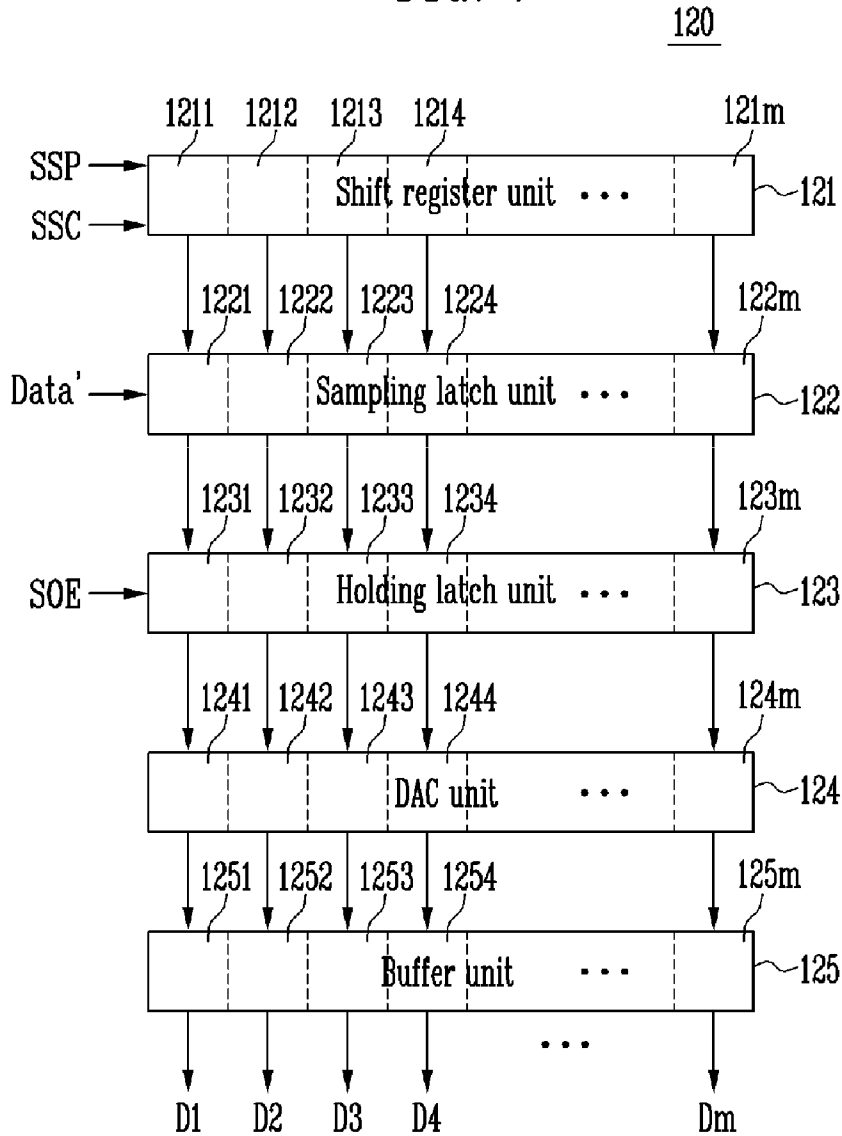 120
1211 1212 1213 1214 121m
SSP
Shift register unit • • • 121
SSC
1221 1222 1223 1224 122m
Data' Sampling latch unit • • • 122
1231 1232 1233 1234 123m
SOE Holding latch unit • • • 123
1241 1242 1243 1244 124m
DAC unit • • • 124
1251 1252 1253 1254 125m
Buffer unit • • • 125
• • •
D1 D2 D3 D4 Dm